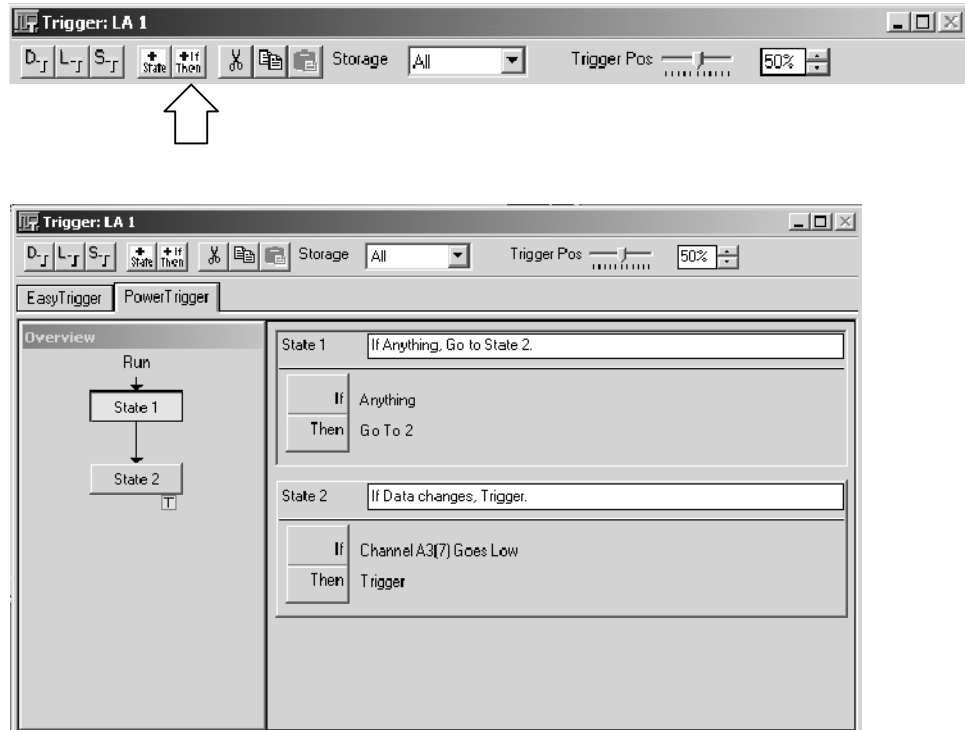 Trigger: LA 1
D- L- S- +State +If Then Storage All Trigger Pos 50%
Trigger: LA 1
D- L- S- +State +If Then Storage All Trigger Pos 50%
EasyTrigger PowerTrigger
Overview
Run
State 1
State 2
T
State 1 If Anything, Go to State 2.
If Anything
Then Go To 2
State 2 If Data changes, Trigger.
If Channel A3(7) Goes Low
Then Trigger